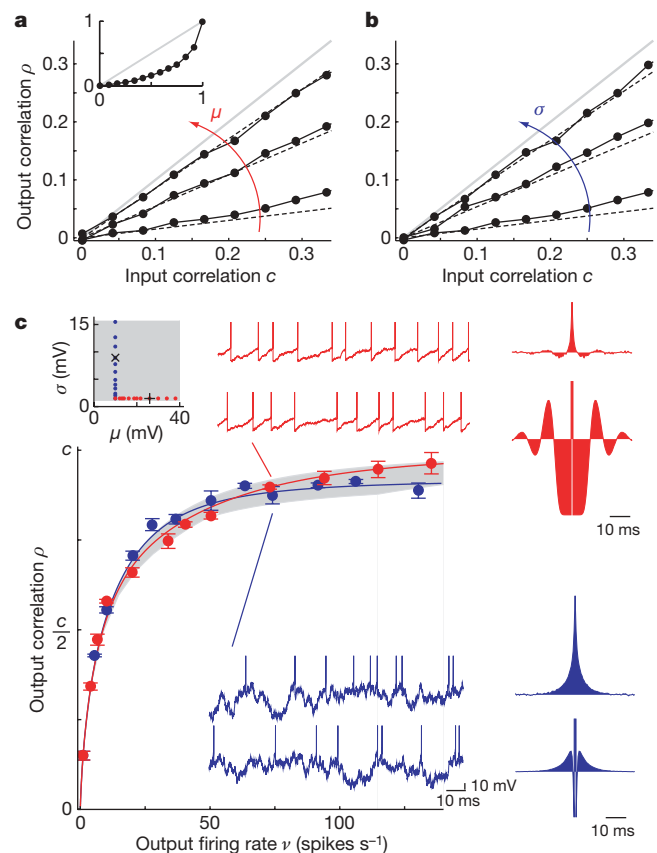 a
b
1
0
0
1
0.3
0.2
0.1
0
Output correlation ρ
μ
0
0.1
0.2
0.3
Input correlation c
0.3
0.2
0.1
0
σ
0
0.1
0.2
0.3
Input correlation c
c
15
0
σ (mV)
0
40
μ (mV)
10 ms
c
c
2
0
Output correlation ρ
10 mV
10 ms
10 ms
0
50
100
Output firing rate ν (spikes s⁻¹)